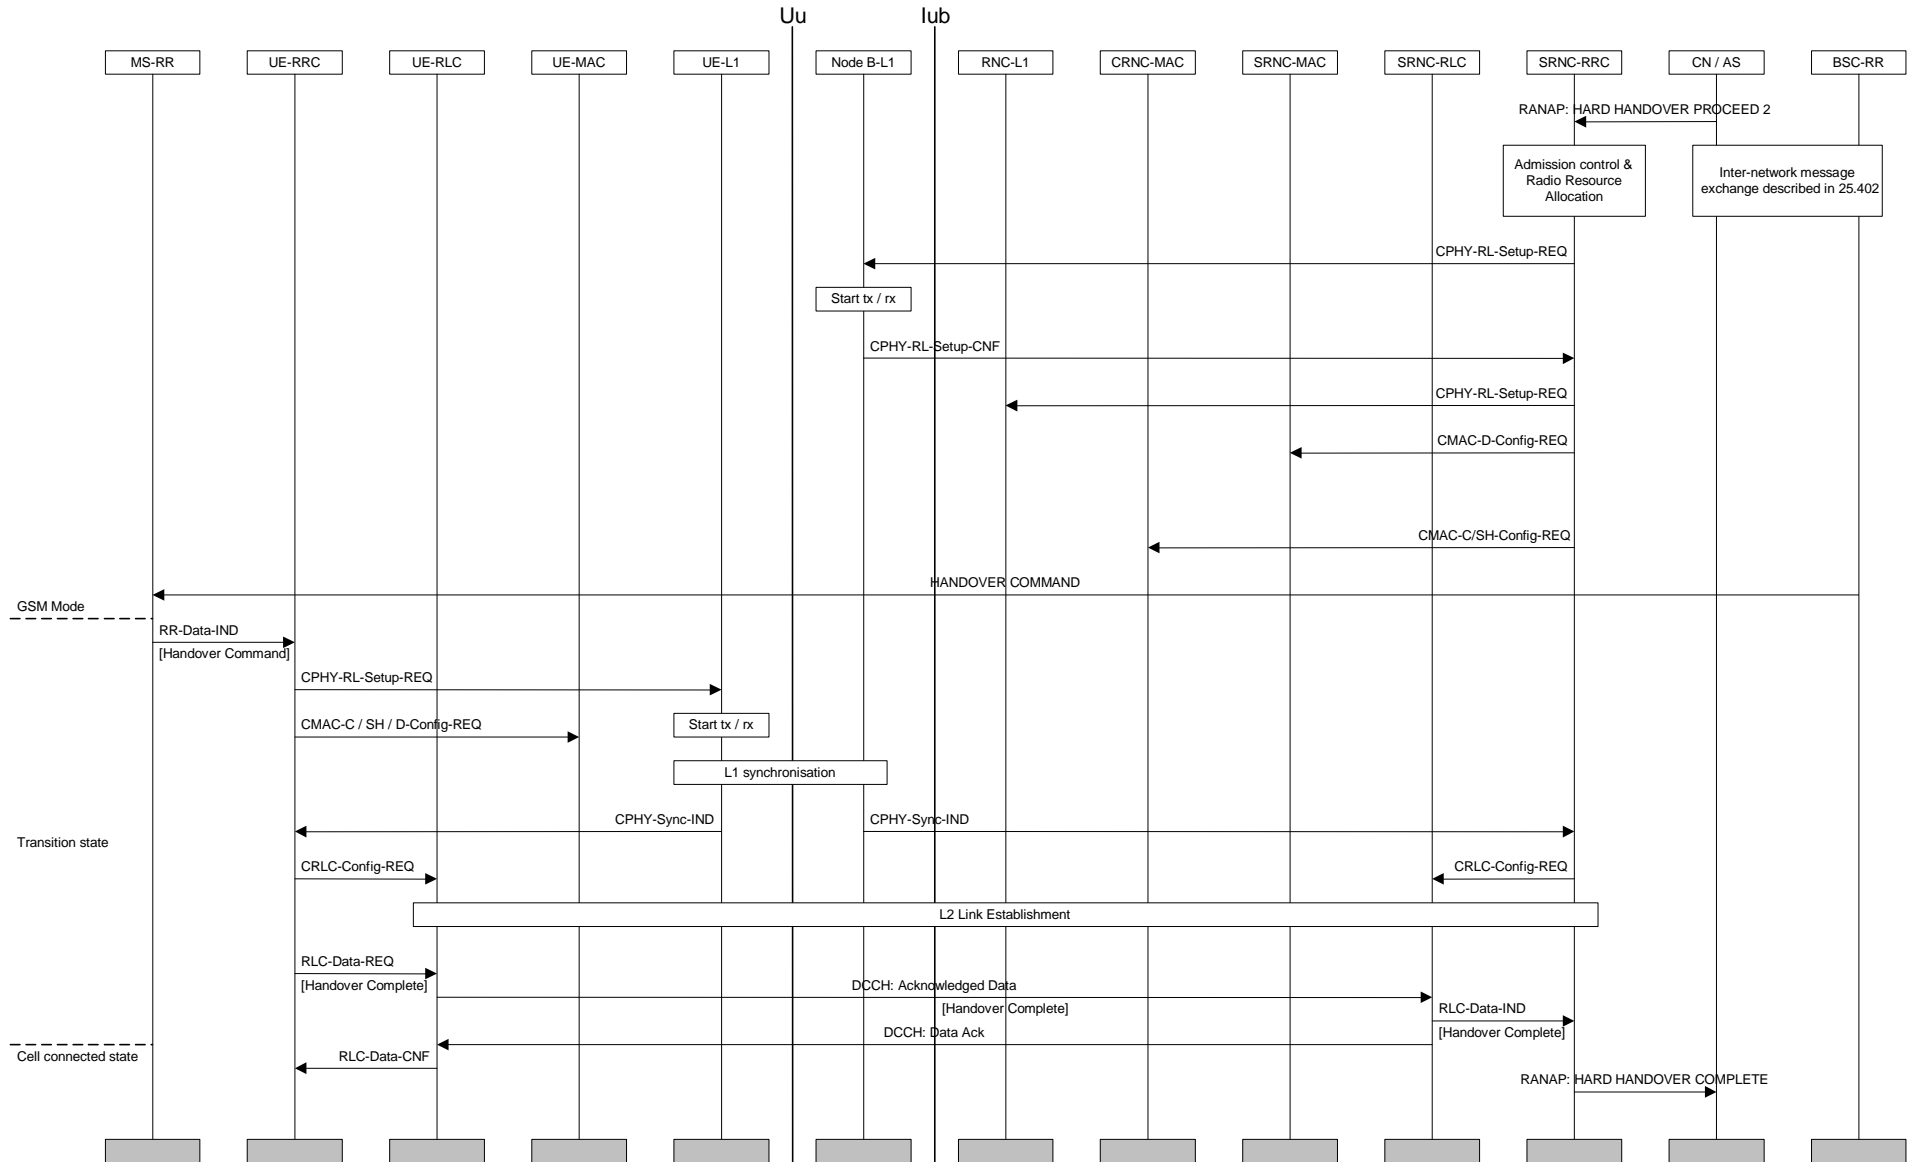 Uu
Iub
MS-RR
UE-RRC
UE-RLC
UE-MAC
UE-L1
Node B-L1
RNC-L1
CRNC-MAC
SRNC-MAC
SRNC-RLC
SRNC-RRC
CN / AS
BSC-RR
RANAP: HARD HANDOVER PROCEED 2
Admission control &
Radio Resource
Allocation
Inter-network message
exchange described in 25.402
CPHY-RL-Setup-REQ
Start tx / rx
CPHY-RL-Setup-CNF
CPHY-RL-Setup-REQ
CMAC-D-Config-REQ
CMAC-C/SH-Config-REQ
HANDOVER COMMAND
GSM Mode
RR-Data-IND
[Handover Command]
CPHY-RL-Setup-REQ
CMAC-C / SH / D-Config-REQ
Start tx / rx
L1 synchronisation
CPHY-Sync-IND
CPHY-Sync-IND
Transition state
CRLC-Config-REQ
CRLC-Config-REQ
L2 Link Establishment
RLC-Data-REQ
[Handover Complete]
DCCH: Acknowledged Data
[Handover Complete]
RLC-Data-IND
[Handover Complete]
DCCH: Data Ack
Cell connected state
RLC-Data-CNF
RANAP: HARD HANDOVER COMPLETE